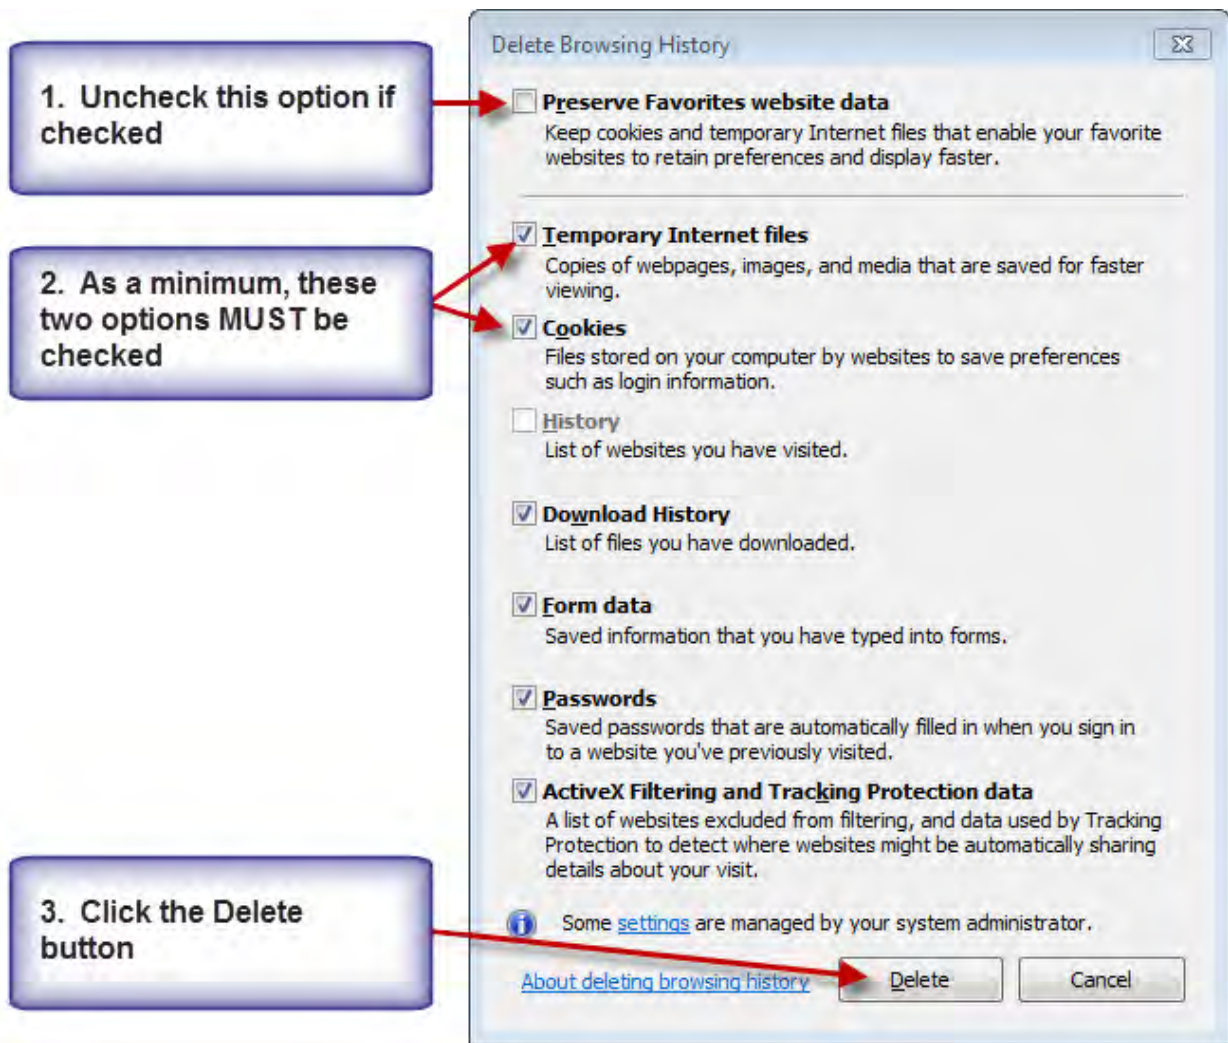 Delete Browsing History
1. Uncheck this option if
checked
Preserve Favorites website data
Keep cookies and temporary Internet files that enable your favorite
websites to retain preferences and display faster.
2. As a minimum, these
two options MUST be
checked
Temporary Internet files
Copies of webpages, images, and media that are saved for faster
viewing.
Cookies
Files stored on your computer by websites to save preferences
such as login information.
History
List of websites you have visited.
Download History
List of files you have downloaded.
Form data
Saved information that you have typed into forms.
Passwords
Saved passwords that are automatically filled in when you sign in
to a website you've previously visited.
ActiveX Filtering and Tracking Protection data
A list of websites excluded from filtering, and data used by Tracking
Protection to detect where websites might be automatically sharing
details about your visit.
3. Click the Delete
button
Some settings are managed by your system administrator.
About deleting browsing history
Delete
Cancel